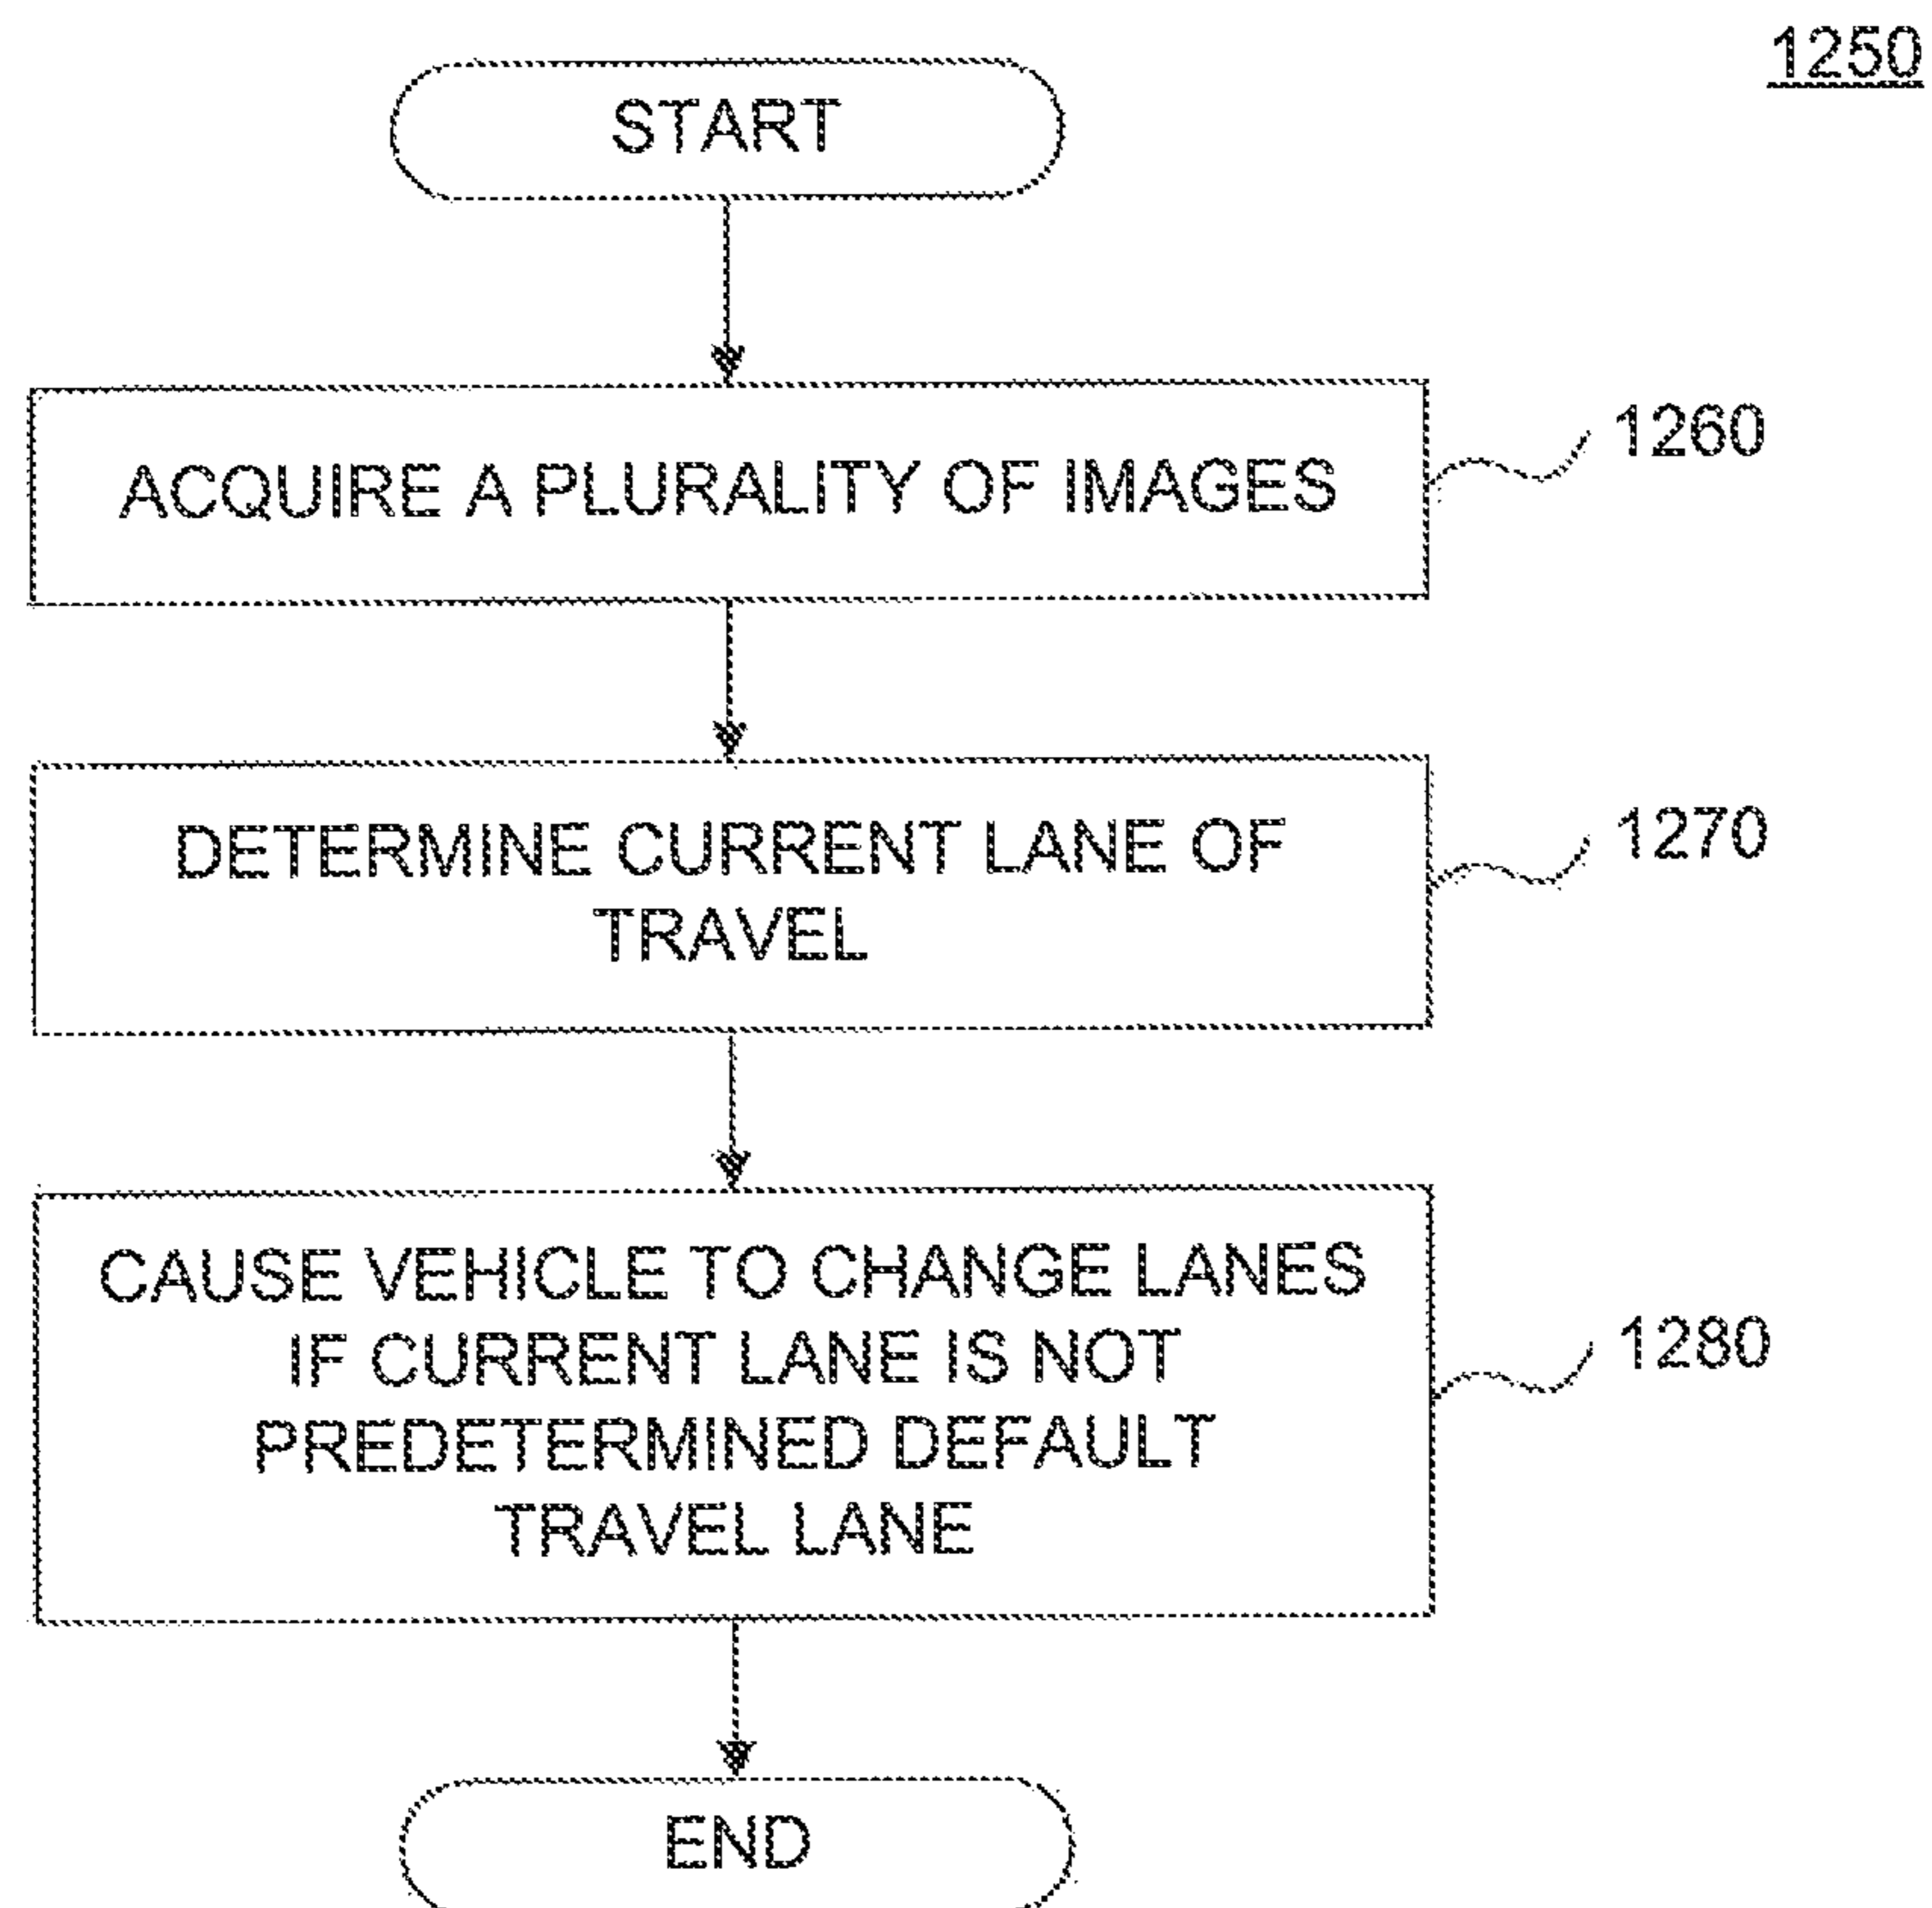 1250
START
ACQUIRE A PLURALITY OF IMAGES
1260
DETERMINE CURRENT LANE OF
TRAVEL
1270
CAUSE VEHICLE TO CHANGE LANES
IF CURRENT LANE IS NOT
PREDETERMINED DEFAULT
TRAVEL LANE
1280
END